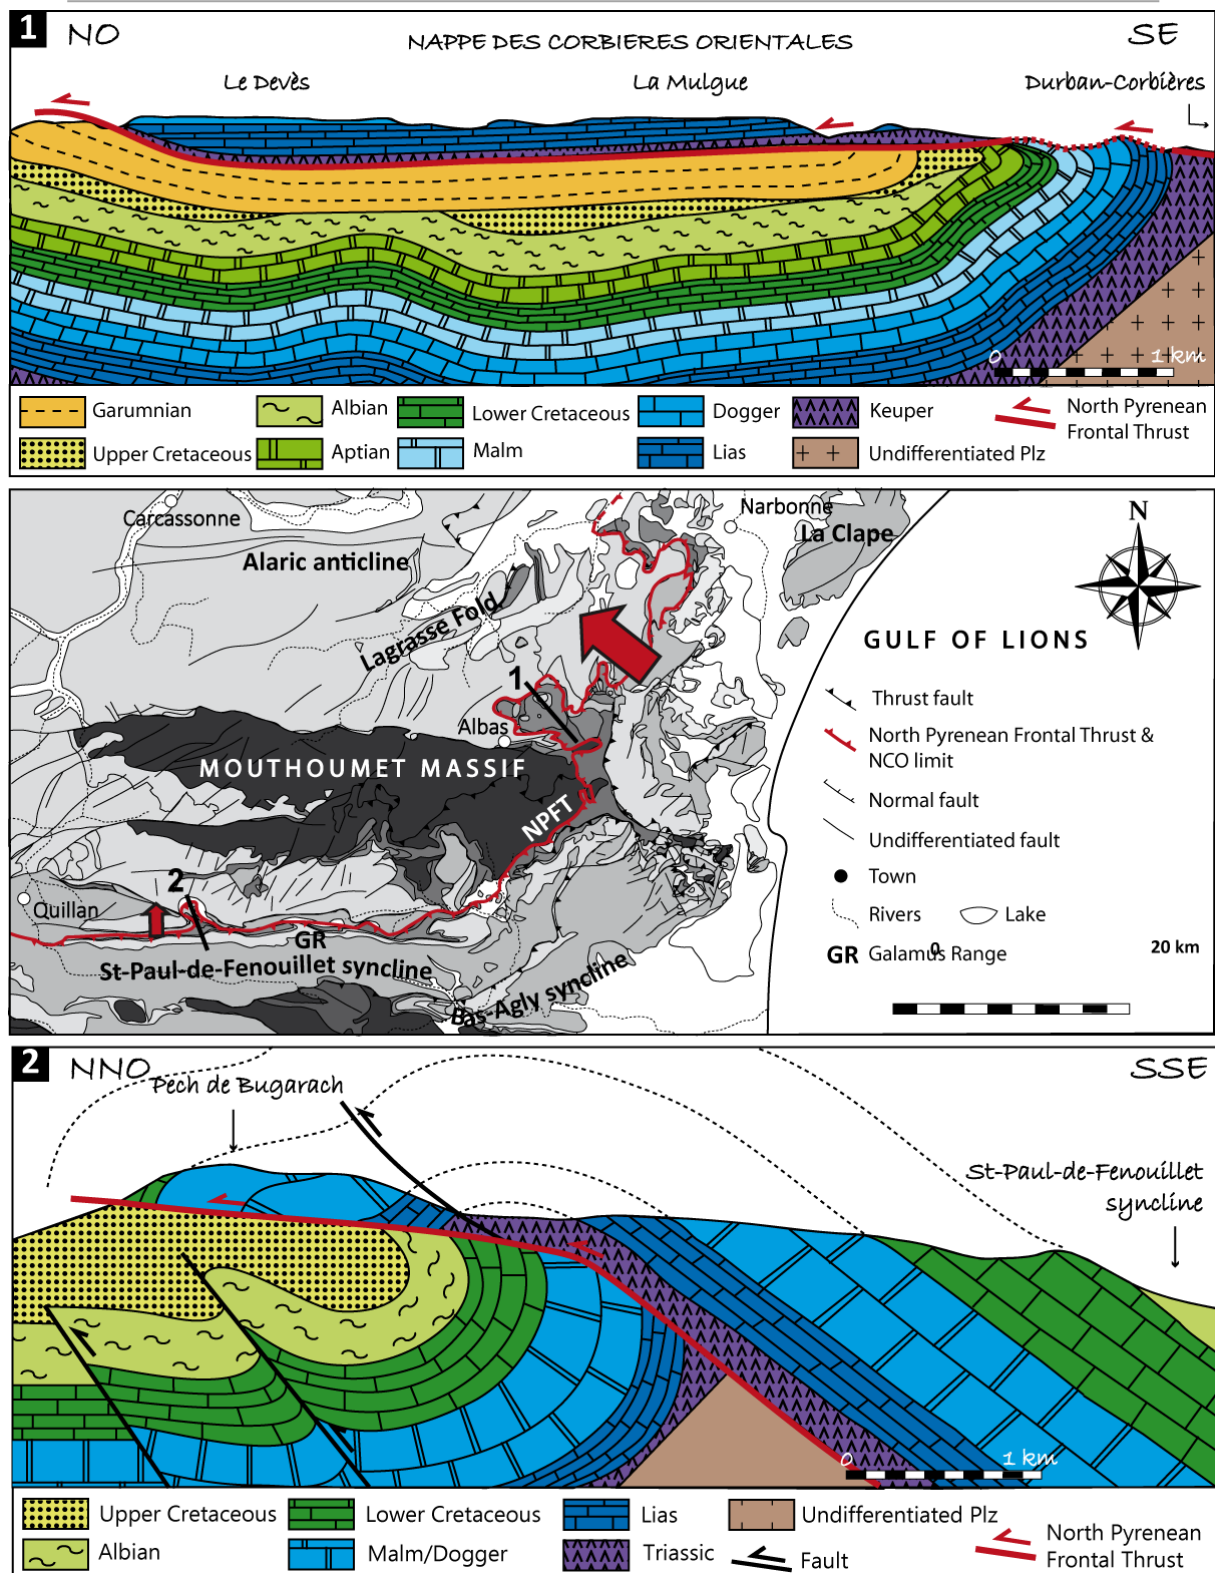 1 NO SE
NAPPE DES CORBIERES ORIENTALES
Le Devès La Mulgue Durban-Corbières
0 1 km
Garumnian Albian Lower Cretaceous Dogger Keuper North Pyrenean
Frontal Thrust
Upper Cretaceous Aptian Malm Lias Undifferentiated Plz
Carcassonne
Narbonne
La Clape
N
Alaric anticline
Lagrasse Fold
GULF OF LIONS
1
Albas
MOUTHOUMET MASSIF
NPFT
2
Quillan
GR
St-Paul-de-Fenouillet syncline
Bas-Agly syncline
Thrust fault
North Pyrenean Frontal Thrust &
NCO limit
Normal fault
Undifferentiated fault
Town
Rivers Lake
GR Galamus Range
0 20 km
2 NNO SSE
Pech de Bugarach
St-Paul-de-Fenouillet
syncline
0 1 km
Upper Cretaceous Lower Cretaceous Lias Undifferentiated Plz
Albian Malm/Dogger Triassic Fault North Pyrenean
Frontal Thrust